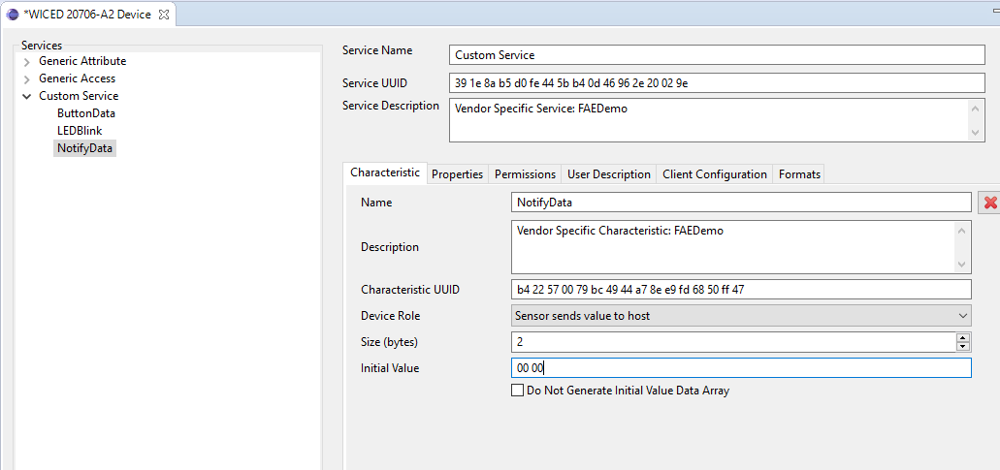 *WICED 20706-A2 Device
Services
Generic Attribute
Generic Access
Custom Service
ButtonData
LEDBlink
NotifyData
Service Name
Custom Service
Service UUID
39 1e 8a b5 d0 fe 44 5b b4 0d 46 96 2e 20 02 9e
Service Description
Vendor Specific Service: FAEDemo
Characteristic
Properties
Permissions
User Description
Client Configuration
Formats
Name
NotifyData
Description
Vendor Specific Characteristic: FAEDemo
Characteristic UUID
b4 22 57 00 79 bc 49 44 a7 8e e9 fd 68 50 ff 47
Device Role
Sensor sends value to host
Size (bytes)
2
Initial Value
00 00
Do Not Generate Initial Value Data Array